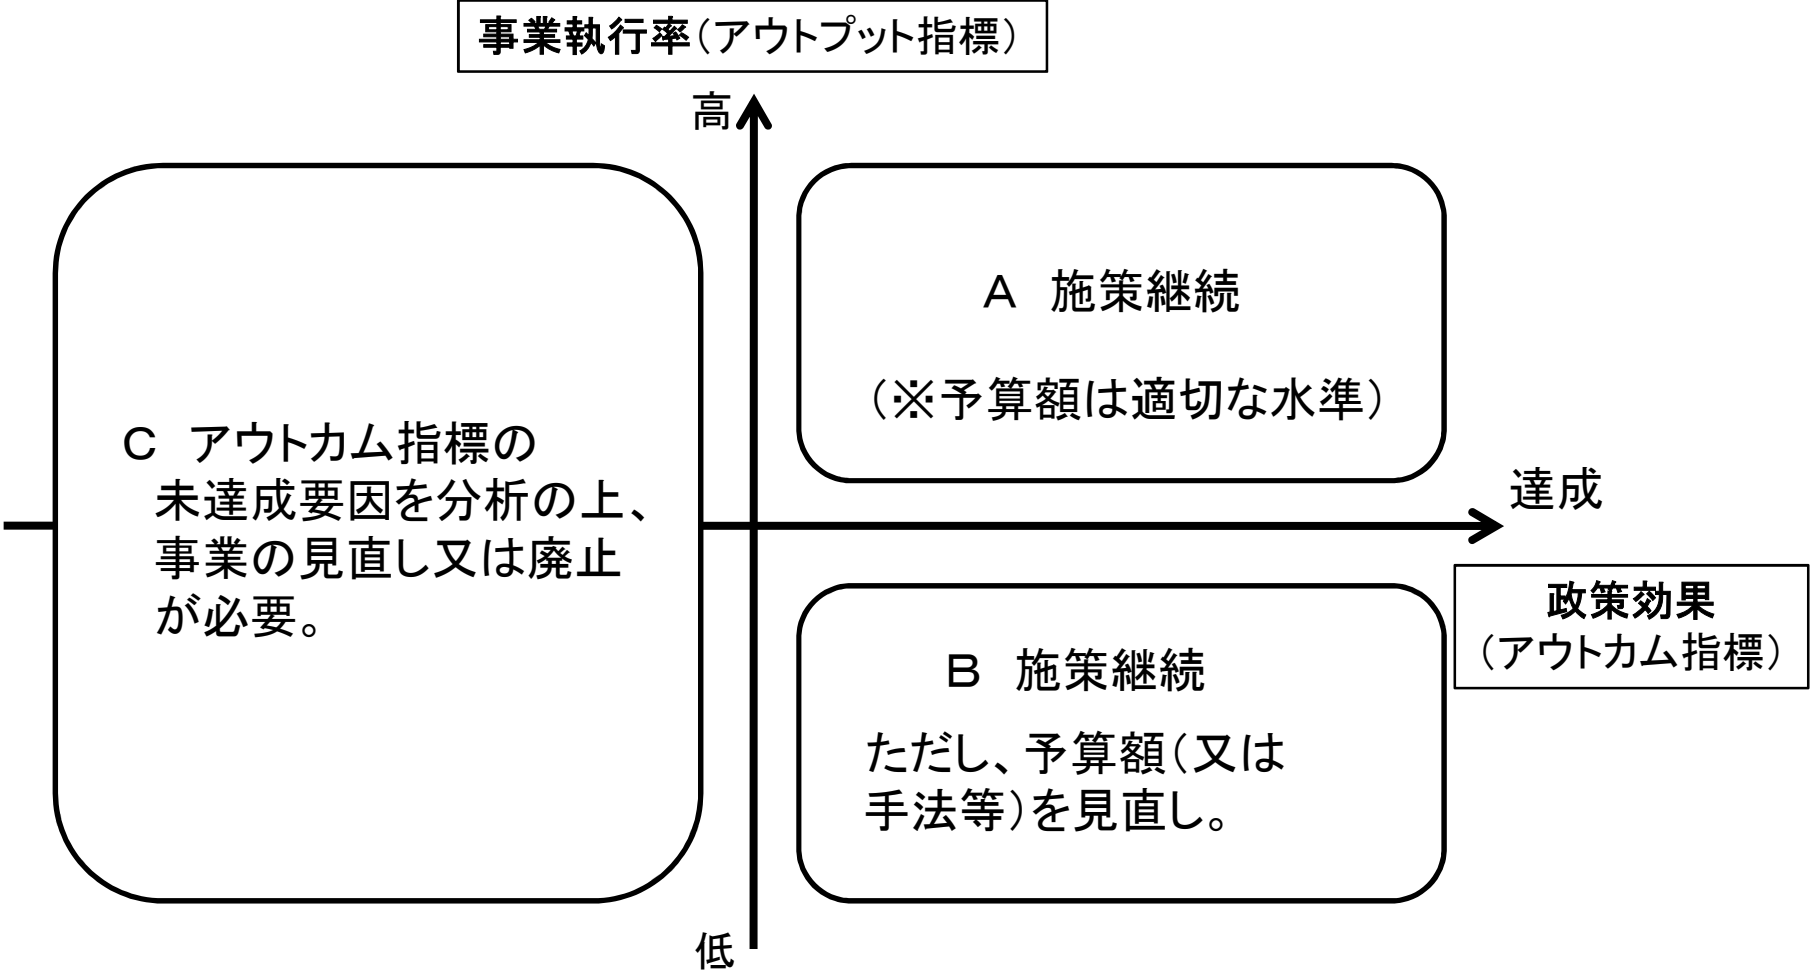 事業執行率（アウトプット指標）
高
Ａ　施策継続
（※予算額は適切な水準）
Ｃ　アウトカム指標の
未達成要因を分析の上、
事業の見直し又は廃止
が必要。
達成
政策効果
（アウトカム指標）
Ｂ　施策継続
ただし、予算額（又は
手法等）を見直し。
低